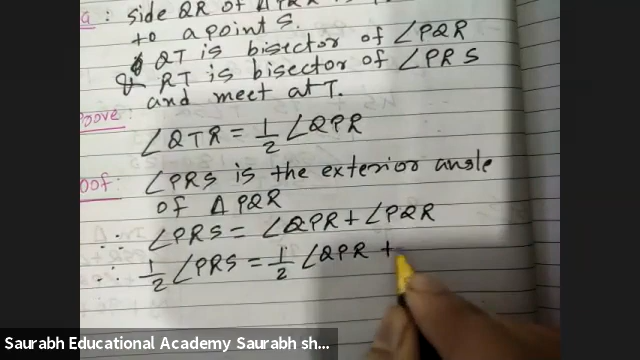 side QR of △PQR
to a point S.
QT is bisector of ∠PQR
& RT is bisector of ∠PRS
and meet at T.
∠QTR = 1/2 ∠QPR
∠PRS is the exterior angle
of △PQR
∴ ∠PRS = ∠QPR + ∠PQR
∴ 1/2 ∠PRS = 1/2 ∠QPR +
Saurabh Educational Academy Saurabh sh...